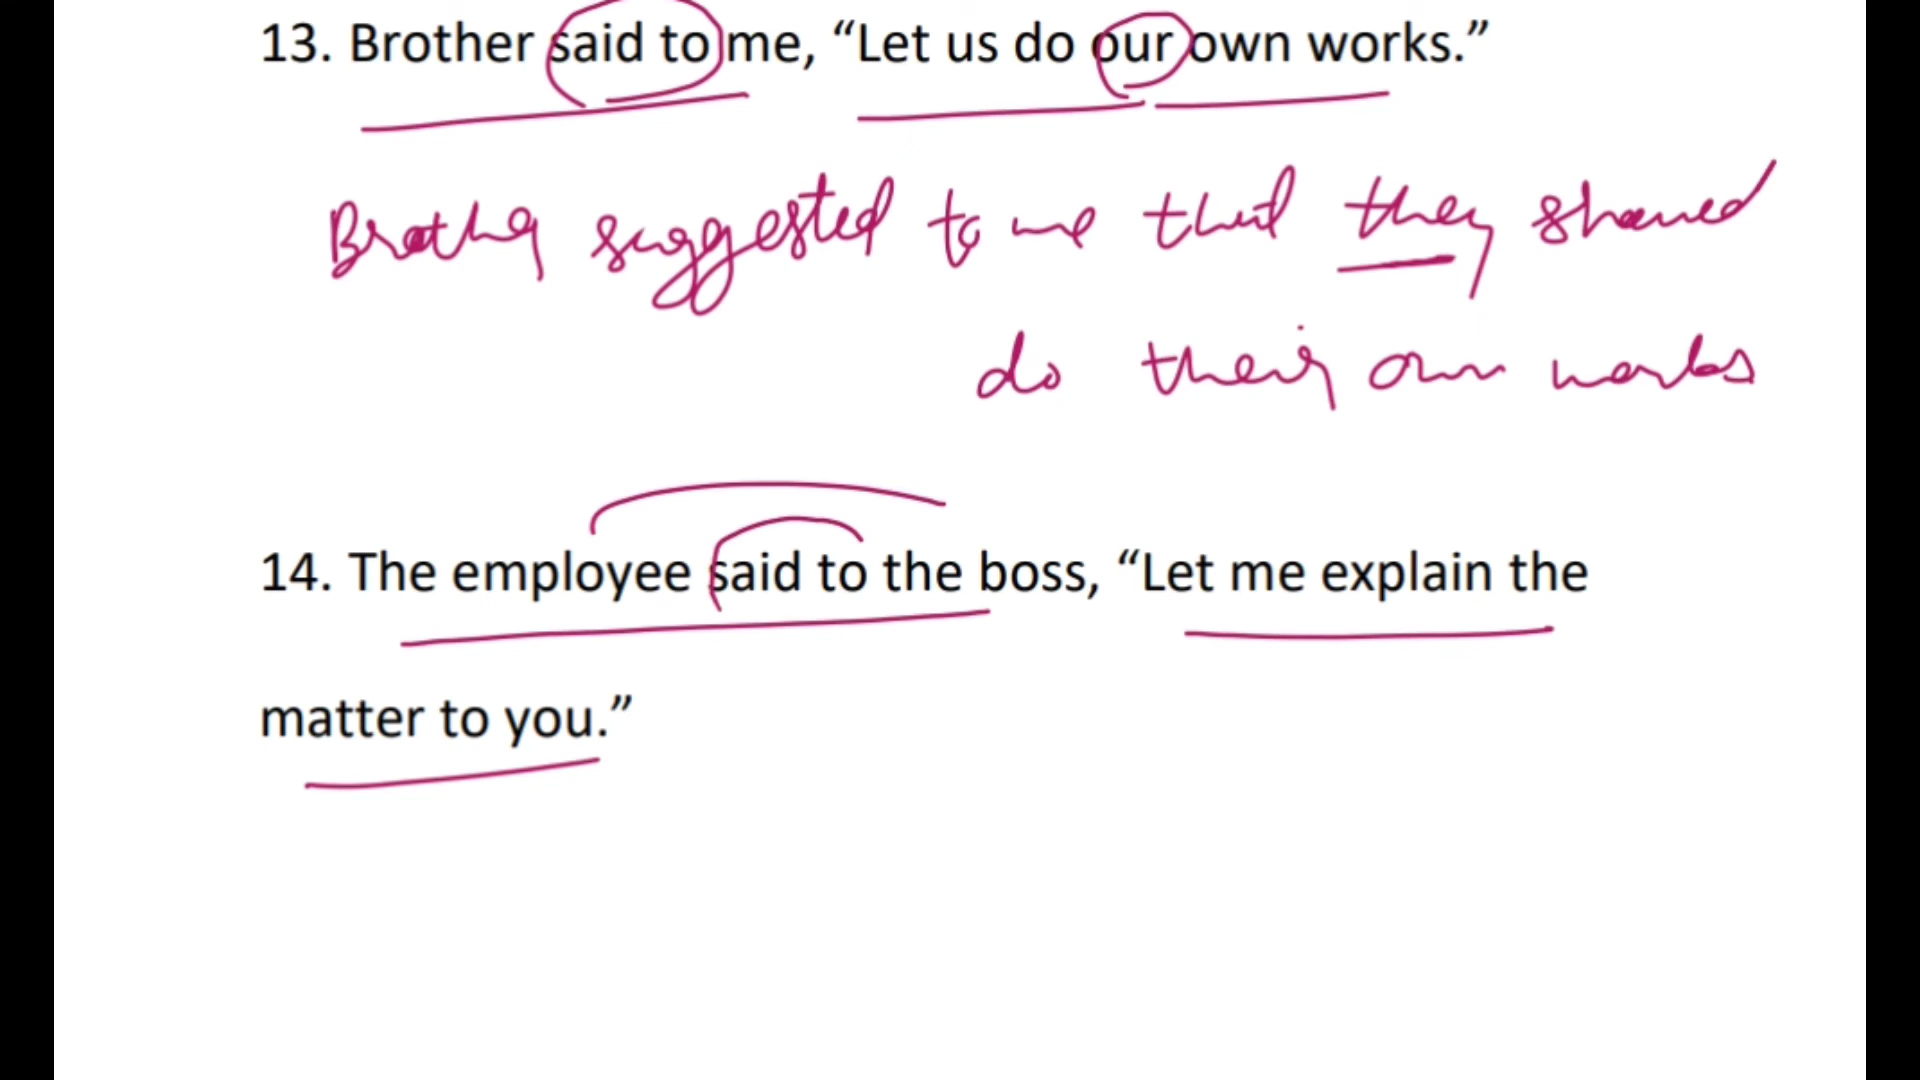 13. Brother said to me, “Let us do our own works.”
Brother suggested to me that they should
do their own works
14. The employee said to the boss, “Let me explain the
matter to you.”